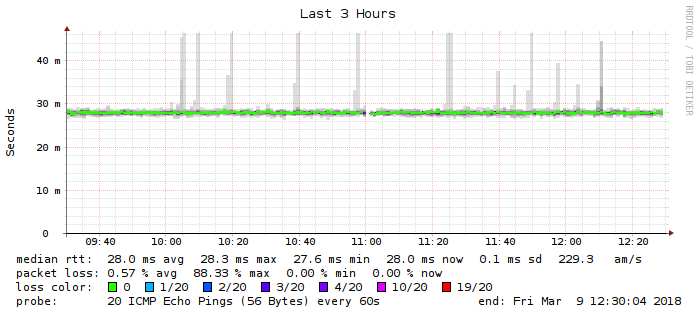 Last 3 Hours
RRDTOOL / TOBI OETIKER
Seconds
40 m
30 m
20 m
10 m
0
09:40 10:00 10:20 10:40 11:00 11:20 11:40 12:00 12:20
median rtt: 28.0 ms avg 28.3 ms max 27.6 ms min 28.0 ms now 0.1 ms sd 229.3 am/s
packet loss: 0.57 % avg 88.33 % max 0.00 % min 0.00 % now
loss color: 0 1/20 2/20 3/20 4/20 10/20 19/20
probe: 20 ICMP Echo Pings (56 Bytes) every 60s end: Fri Mar 9 12:30:04 2018